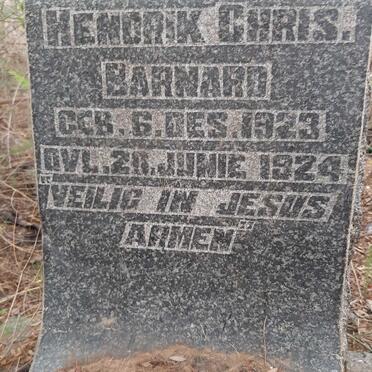 HENDRIK CHRIS.
BARNARD
GEB. 6. DES. 1923
OVL. 20. JUNIE 1924
"VEILIG IN JESUS
ARMEN"